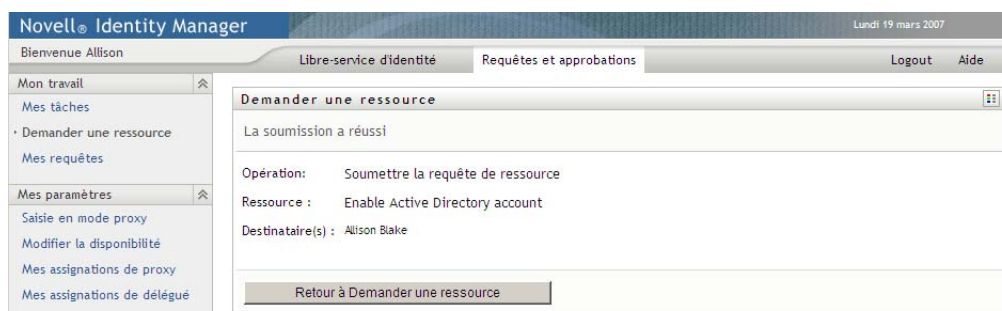 Novell® Identity Manager
Lundi 19 mars 2007
Bienvenue Allison
Libre-service d'identité
Requêtes et approbations
Logout
Aide
Mon travail
Mes tâches
Demander une ressource
Mes requêtes
Mes paramètres
Saisie en mode proxy
Modifier la disponibilité
Mes assignations de proxy
Mes assignations de délégué
Demander une ressource
La soumission a réussi
Opération: Soumettre la requête de ressource
Ressource : Enable Active Directory account
Destinataire(s) : Allison Blake
Retour à Demander une ressource